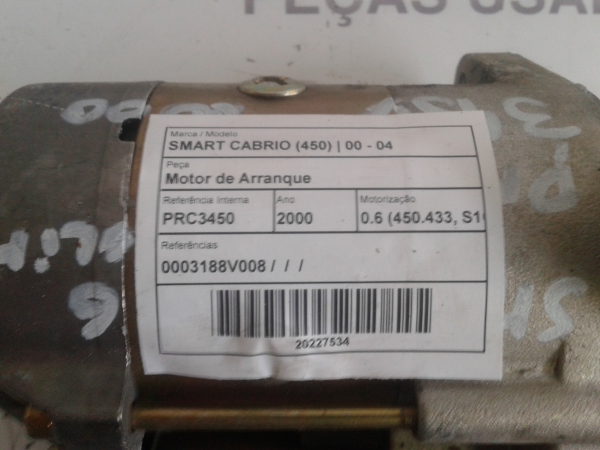 PEÇAS USAD
Marca / Modelo
SMART CABRIO (450) | 00 - 04
Peça
Motor de Arranque
Referência Interna
Ano
Motorização
PRC3450
2000
0.6 (450.433, S1
Referências
0003188V008 / / /
20227534